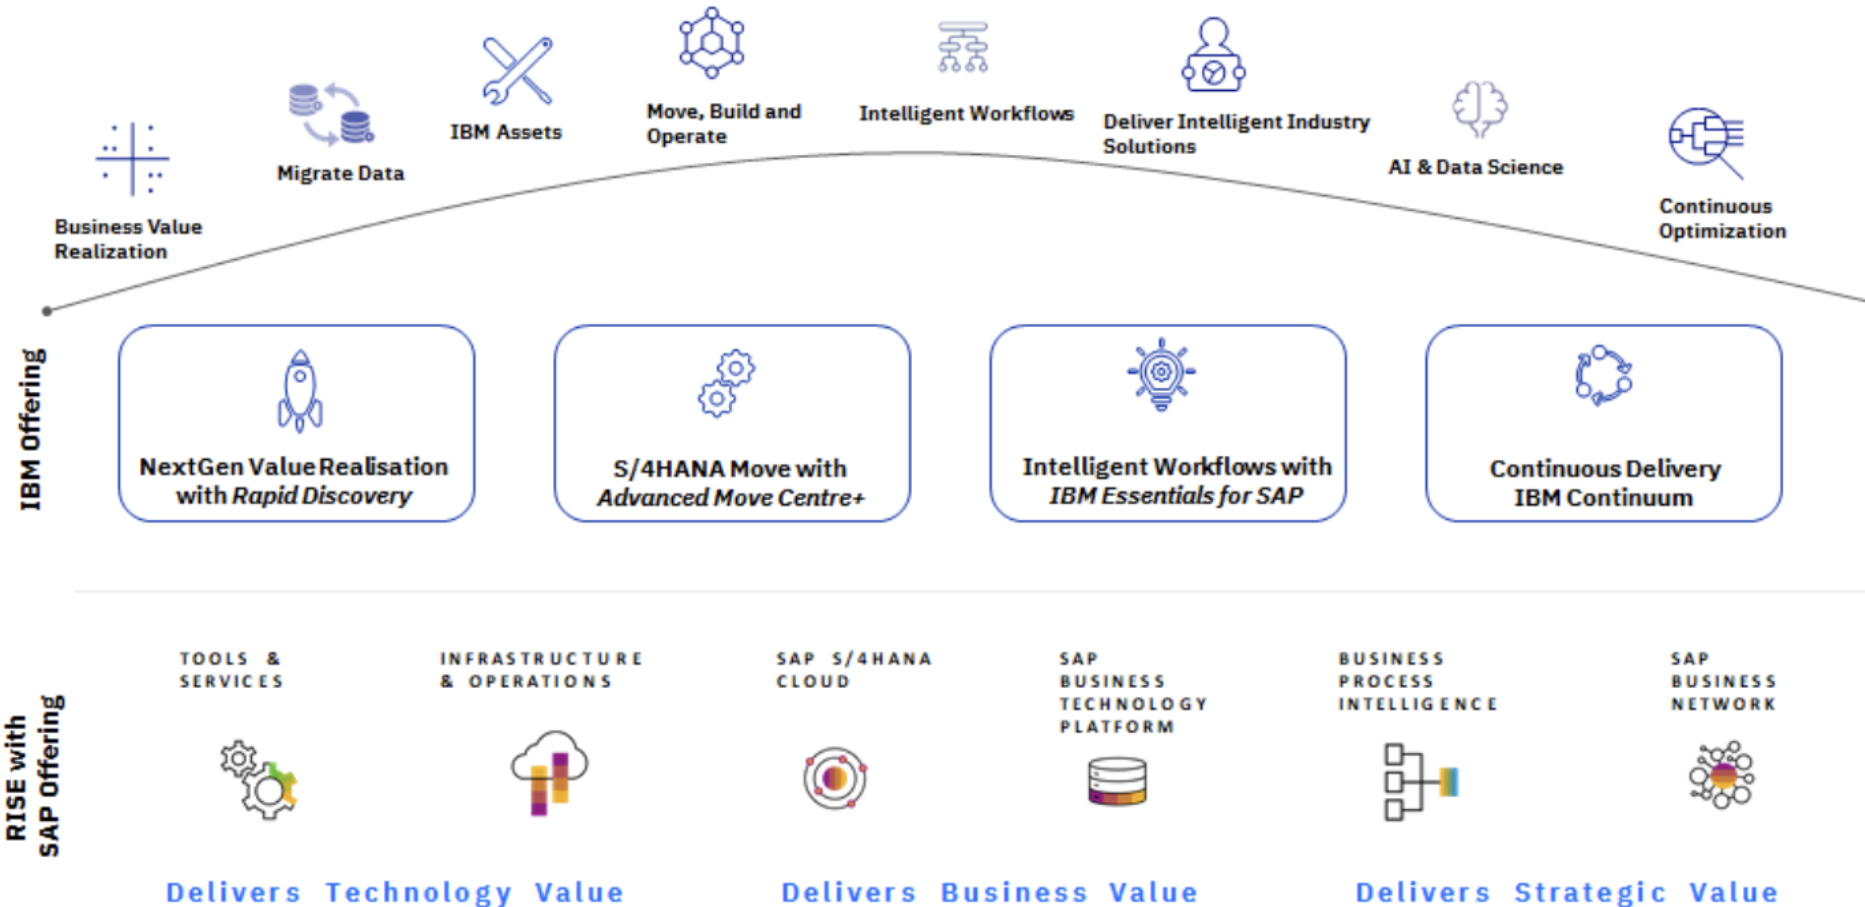 Business Value
Realization
Migrate Data
IBM Assets
Move, Build and
Operate
Intelligent Workflows
Deliver Intelligent Industry
Solutions
AI & Data Science
Continuous
Optimization
IBM Offering
NextGen Value Realisation
with Rapid Discovery
S/4HANA Move with
Advanced Move Centre+
Intelligent Workflows with
IBM Essentials for SAP
Continuous Delivery
IBM Continuum
RISE with
SAP Offering
TOOLS &
SERVICES
INFRASTRUCTURE
& OPERATIONS
SAP S/4HANA
CLOUD
SAP
BUSINESS
TECHNOLOGY
PLATFORM
BUSINESS
PROCESS
INTELLIGENCE
SAP
BUSINESS
NETWORK
Delivers Technology Value
Delivers Business Value
Delivers Strategic Value